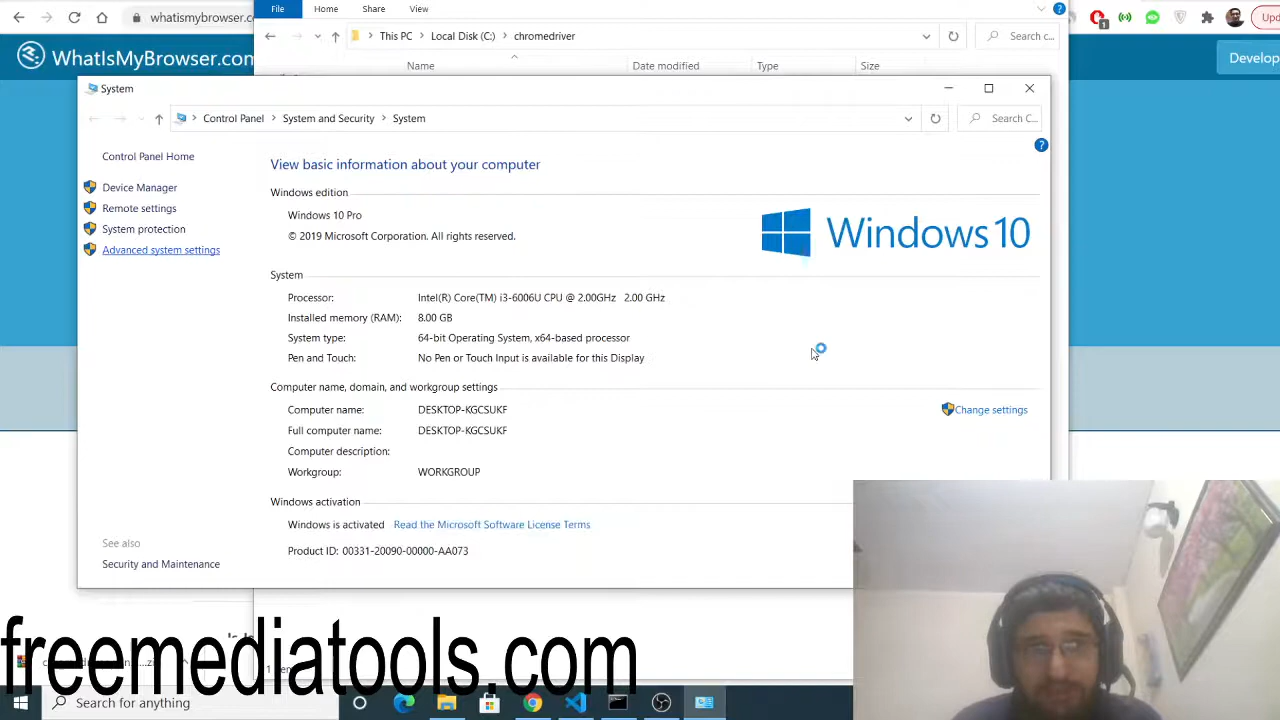 whatismybrowser.c
Upd
WhatIsMyBrowser.com
Develop
File
Home
Share
View
This PC
Local Disk (C:)
chromedriver
Search c...
Name
Date modified
Type
Size
System
Control Panel
System and Security
System
Search C...
Control Panel Home
Device Manager
Remote settings
System protection
Advanced system settings
See also
Security and Maintenance
View basic information about your computer
Windows edition
Windows 10 Pro
© 2019 Microsoft Corporation. All rights reserved.
Windows 10
System
Processor: Intel(R) Core(TM) i3-6006U CPU @ 2.00GHz 2.00 GHz
Installed memory (RAM): 8.00 GB
System type: 64-bit Operating System, x64-based processor
Pen and Touch: No Pen or Touch Input is available for this Display
Computer name, domain, and workgroup settings
Computer name: DESKTOP-KGCSUKF
Change settings
Full computer name: DESKTOP-KGCSUKF
Computer description:
Workgroup: WORKGROUP
Windows activation
Windows is activated Read the Microsoft Software License Terms
Product ID: 00331-20090-00000-AA073
freemediatools.com
Search for anything